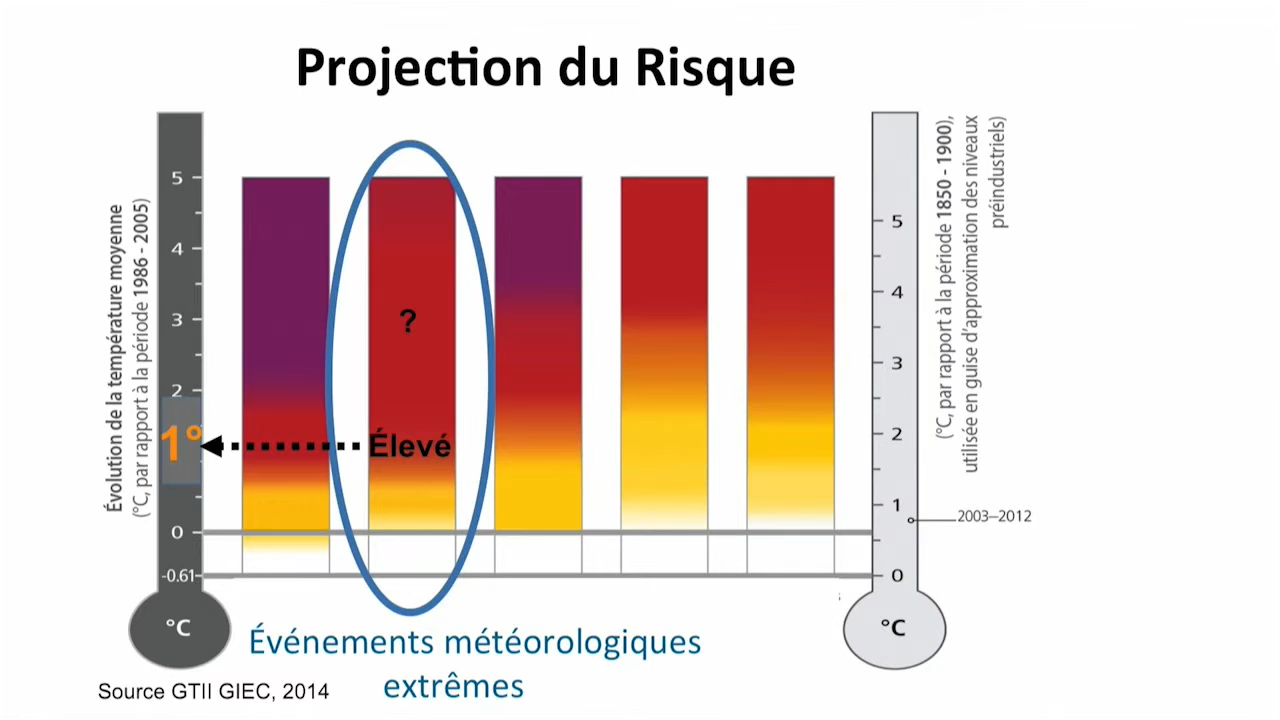 Projection du Risque
Évolution de la température moyenne
(°C, par rapport à la période 1986 - 2005)
5
4
3
2
1°
0
-0.61
°C
?
Élevé
(°C, par rapport à la période 1850 - 1900),
utilisée en guise d'approximation des niveaux
préindustriels)
5
4
3
2
1
0
2003–2012
°C
Événements météorologiques
extrêmes
Source GTII GIEC, 2014